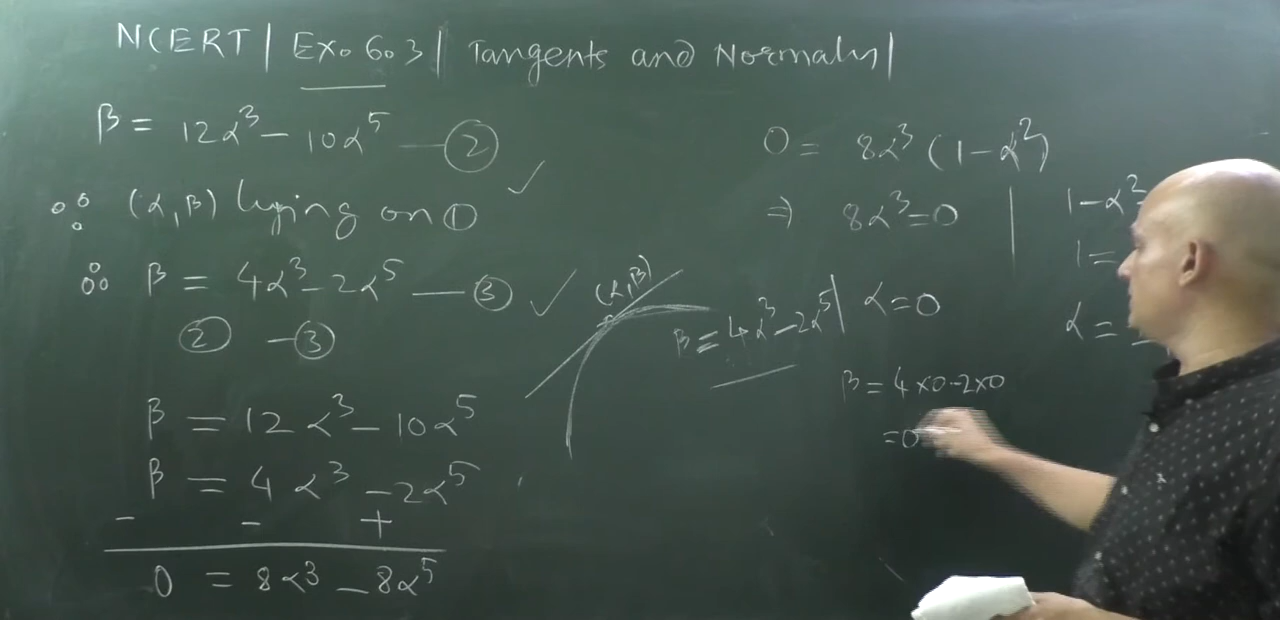 NCERT | Ex. 6.3 | Tangents and Normals |
β = 12α³ − 10α⁵ — ②
∵ (α, β) lying on ① ✓
∴ β = 4α³ − 2α⁵ — ③ ✓
② − ③
β = 12α³ − 10α⁵
β = 4α³ − 2α⁵
− − +
0 = 8α³ − 8α⁵
(α, β)
β = 4α³ − 2α⁵
0 = 8α³ (1 − α²)
⇒ 8α³ = 0
α = 0
β = 4×0 − 2×0
= 0
1 − α²
1 =
α =